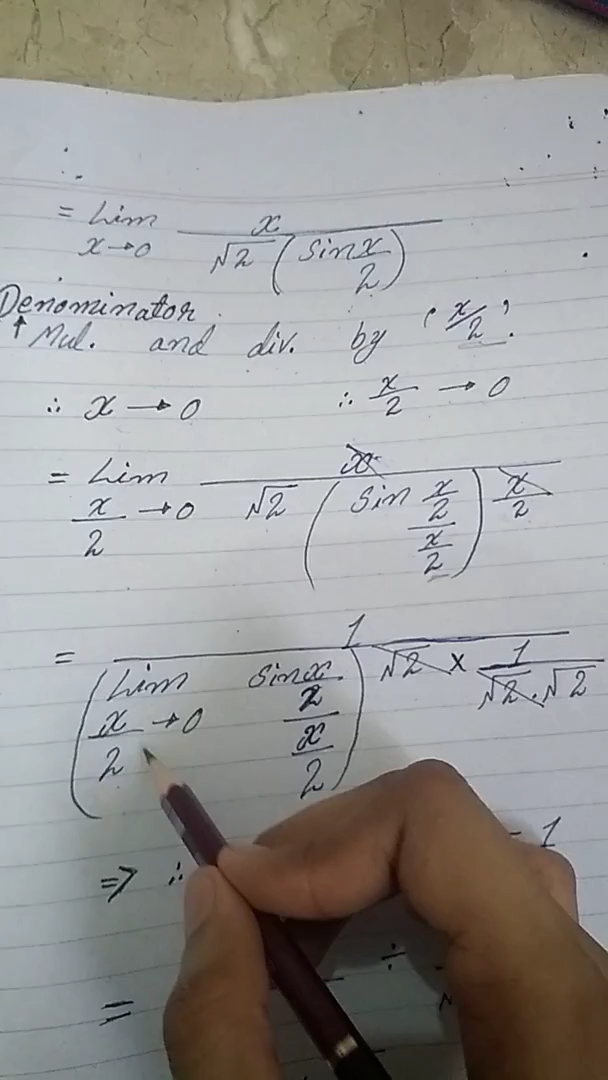 = Lim x→0 x / √2 (Sin x/2)
Denominator
↑ Mul. and div. by 'x/2'.
∴ x → 0 ∴ x/2 → 0
= Lim x/2 → 0 x / √2 (Sin x/2 / x/2) x/2
= 1 / (Lim x/2 → 0 Sin x/2 / x/2) √2 × 1/√2.√2
=> ∴ = 1
= ÷